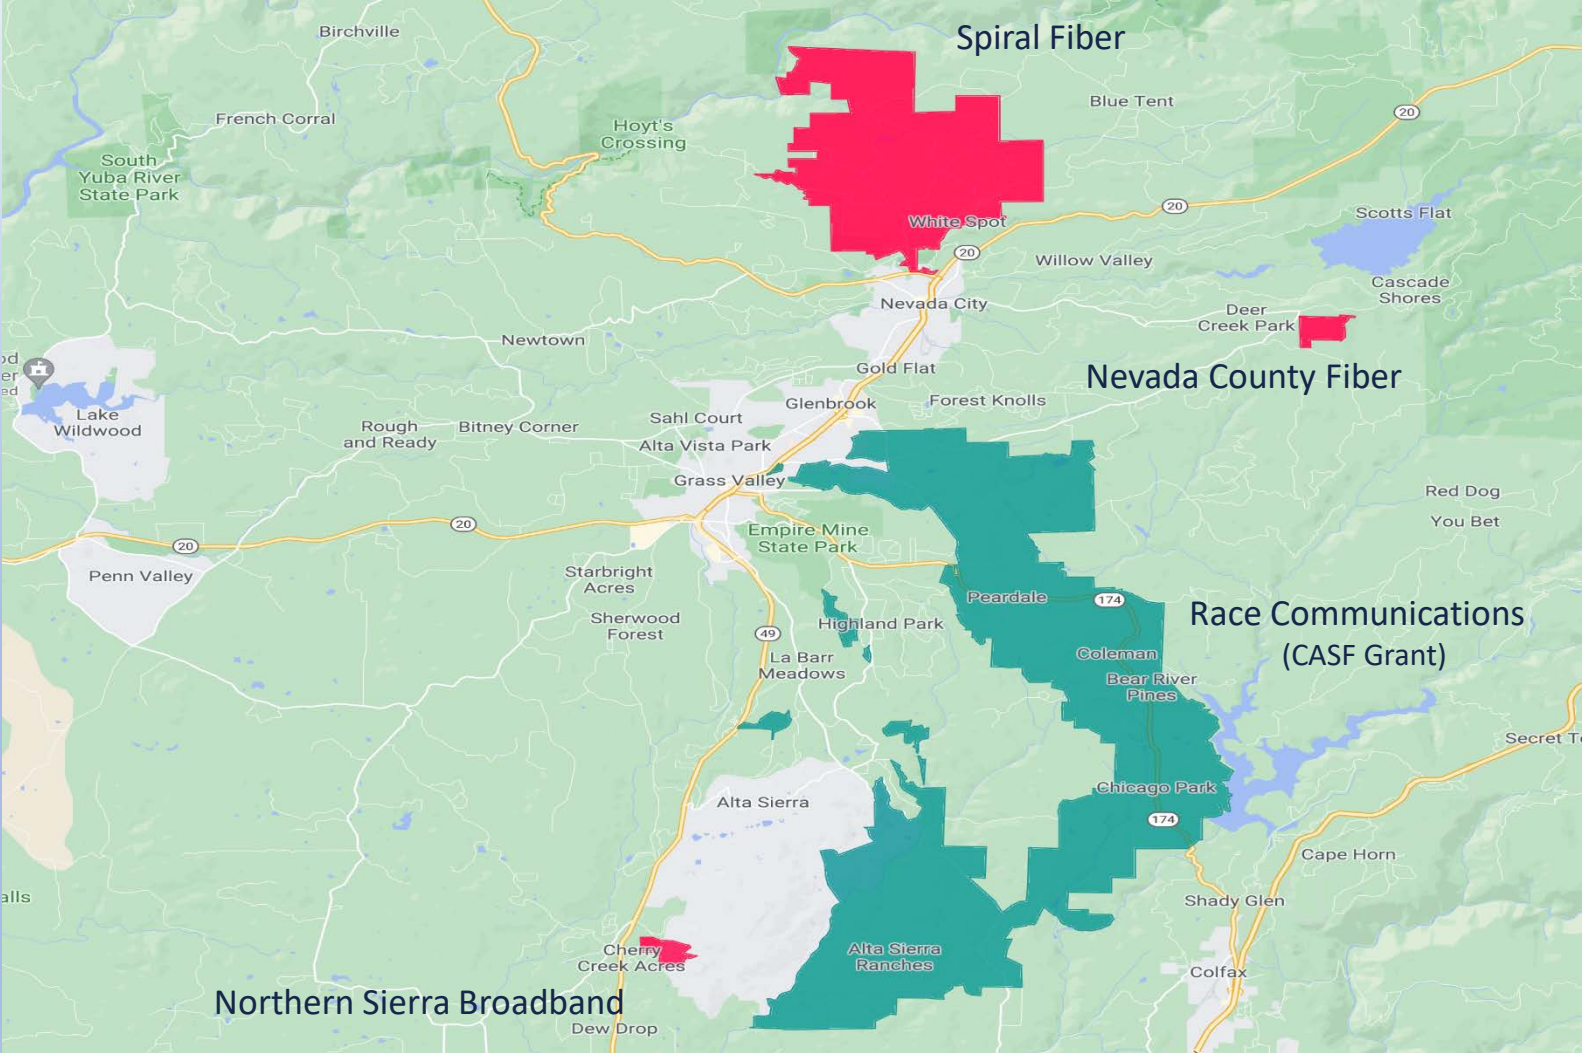 Spiral Fiber
Birchville
Blue Tent
20
French Corral
Hoyt's
Crossing
South
Yuba River
State Park
20
Scotts Flat
White Spot
20
Willow Valley
Cascade
Shores
Nevada City
Deer
Creek Park
Newtown
Gold Flat
Nevada County Fiber
Glenbrook
Forest Knolls
Lake
Wildwood
Sahl Court
Rough
and Ready
Bitney Corner
Alta Vista Park
Grass Valley
Red Dog
You Bet
20
20
Empire Mine
State Park
Penn Valley
Starbright
Acres
Peardale
174
Race Communications
(CASF Grant)
Sherwood
Forest
49
Highland Park
La Barr
Meadows
Coleman
Bear River
Pines
Secret T
Chicago Park
Alta Sierra
174
Cape Horn
alls
Shady Glen
Cherry
Creek Acres
Alta Sierra
Ranches
Colfax
Northern Sierra Broadband
Dew Drop